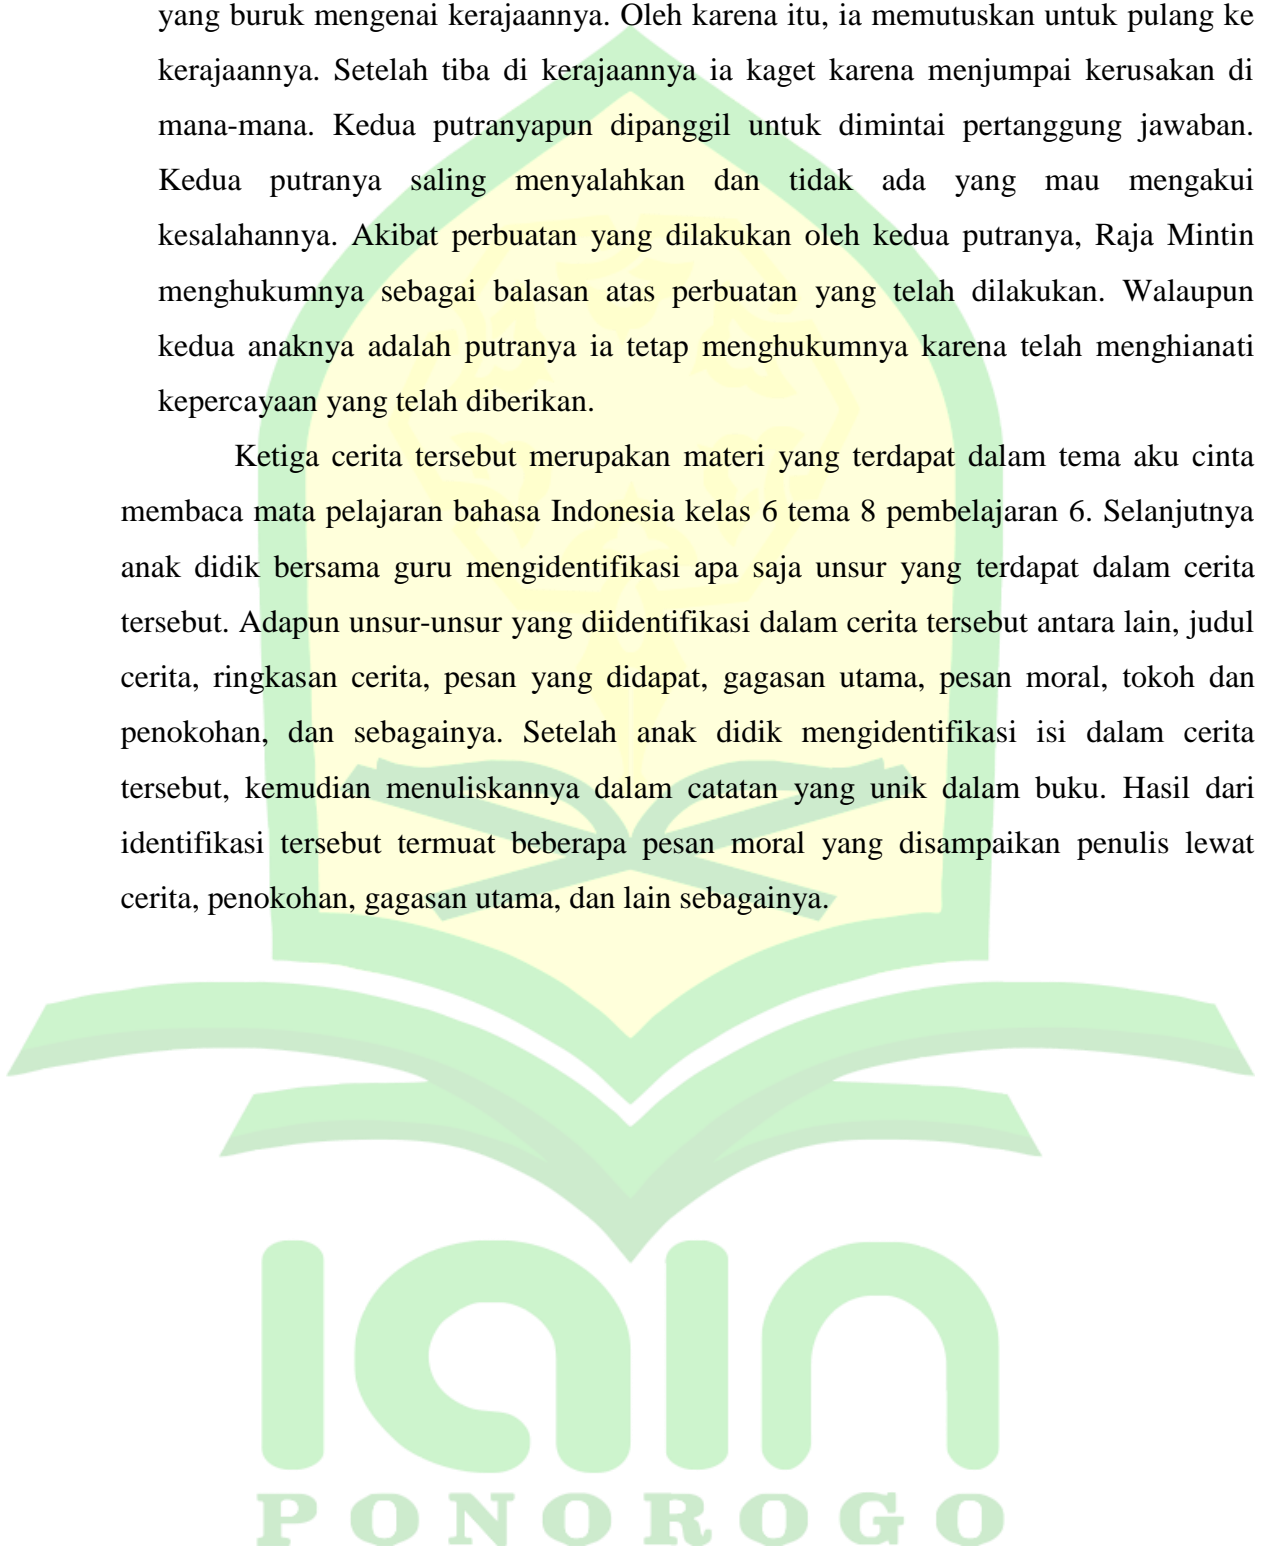 yang buruk mengenai kerajaannya. Oleh karena itu, ia memutuskan untuk pulang ke
kerajaannya. Setelah tiba di kerajaannya ia kaget karena menjumpai kerusakan di
mana-mana. Kedua putranyapun dipanggil untuk dimintai pertanggung jawaban.
Kedua putranya saling menyalahkan dan tidak ada yang mau mengakui
kesalahannya. Akibat perbuatan yang dilakukan oleh kedua putranya, Raja Mintin
menghukumnya sebagai balasan atas perbuatan yang telah dilakukan. Walaupun
kedua anaknya adalah putranya ia tetap menghukumnya karena telah menghianati
kepercayaan yang telah diberikan.
Ketiga cerita tersebut merupakan materi yang terdapat dalam tema aku cinta
membaca mata pelajaran bahasa Indonesia kelas 6 tema 8 pembelajaran 6. Selanjutnya
anak didik bersama guru mengidentifikasi apa saja unsur yang terdapat dalam cerita
tersebut. Adapun unsur-unsur yang diidentifikasi dalam cerita tersebut antara lain, judul
cerita, ringkasan cerita, pesan yang didapat, gagasan utama, pesan moral, tokoh dan
penokohan, dan sebagainya. Setelah anak didik mengidentifikasi isi dalam cerita
tersebut, kemudian menuliskannya dalam catatan yang unik dalam buku. Hasil dari
identifikasi tersebut termuat beberapa pesan moral yang disampaikan penulis lewat
cerita, penokohan, gagasan utama, dan lain sebagainya.
iain
PONOROGO